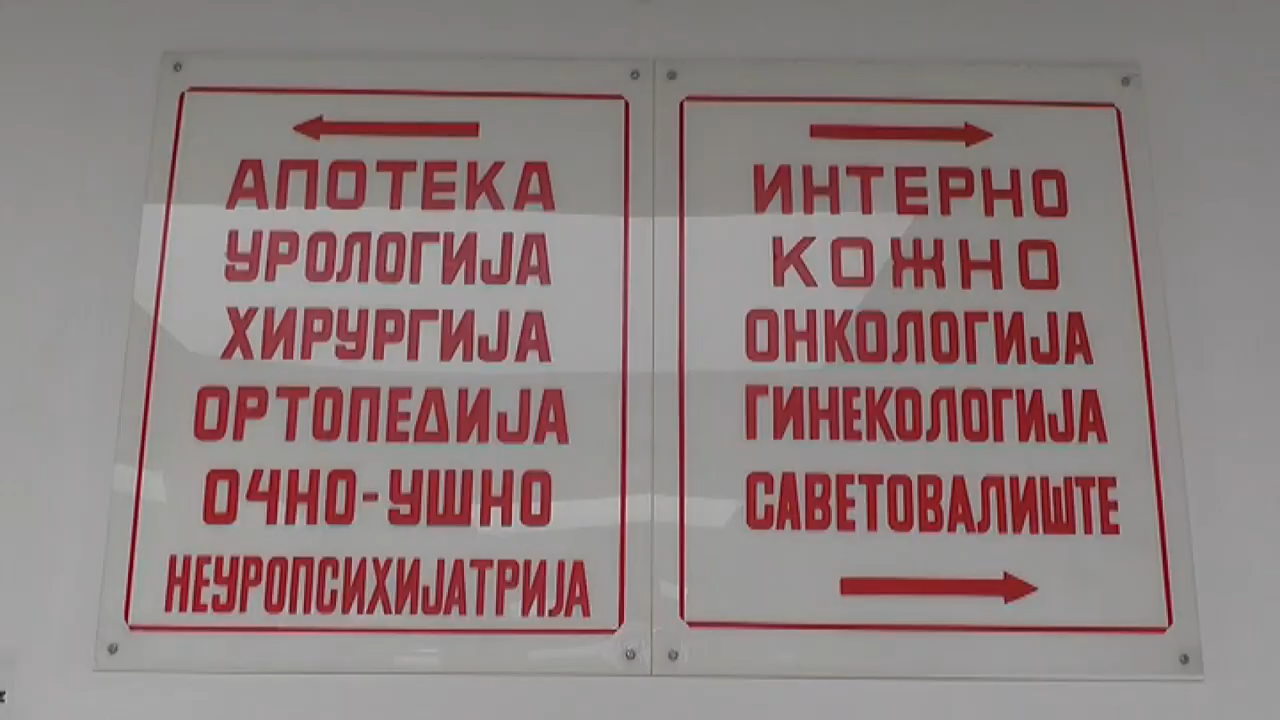 АПОТЕКА
УРОЛОГИЈА
ХИРУРГИЈА
ОРТОПЕДИЈА
ОЧНО-УШНО
НЕУРОПСИХИЈАТРИЈА
ИНТЕРНО
КОЖНО
ОНКОЛОГИЈА
ГИНЕКОЛОГИЈА
САВЕТОВАЛИШТЕ